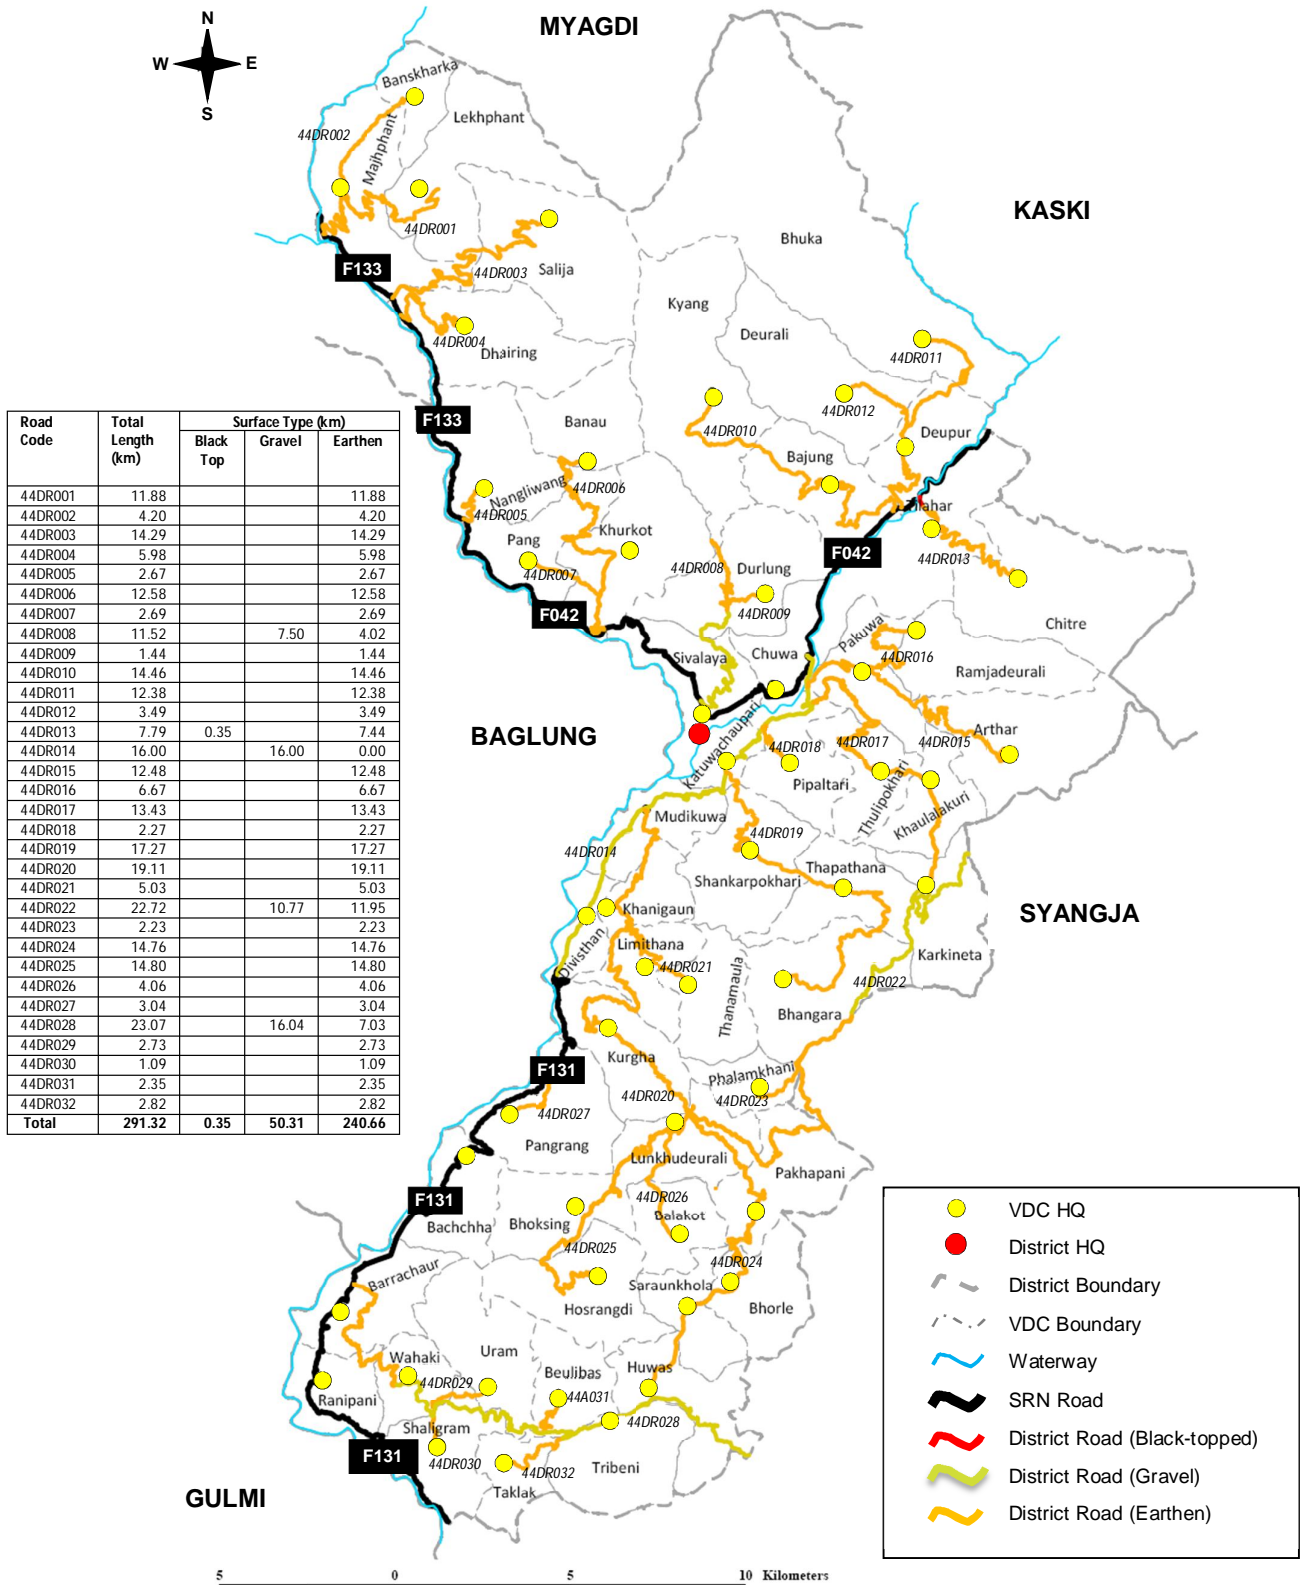 MYAGDI
N
W E
S
Banskharka
Lekhphant
44DR002
Majhphant
KASKI
44DR001
Bhuka
F133
44DR003
Salija
Kyang
Deurali
44DR004
Dhairing
44DR011
44DR012
F133
Banau
44DR010
Deupur
Bajung
Nangliwang
44DR006
44DR005
Tilahar
Pang
Khurkot
F042
44DR008
Durlung
44DR013
44DR007
44DR009
F042
Chitre
Pakuwa
Sivalaya
Chuwa
44DR016
Ramjadeurali
BAGLUNG
Katuwachaupari
44DR018
44DR017
44DR015
Arthar
Pipaltari
Thulipokhari
Khaulalakuri
Mudikuwa
44DR019
44DR014
Thapathana
Shankarpokhari
SYANGJA
Khanigaun
Divisthan
Limithana
44DR021
Karkineta
Thanamaula
44DR022
Bhangara
Kurgha
F131
Phalamkhani
44DR020
44DR023
44DR027
Pangrang
Lunkhudeurali
Pakhapani
44DR026
F131
Bachchha
Bhoksing
Balakot
44DR025
44DR024
Barrachaur
Saraunkhola
Hosrangdi
Bhorle
Uram
Wahaki
44DR029
Beulibas
Huwas
Ranipani
44A031
Shaligram
44DR028
F131
44DR030
44DR032
Tribeni
GULMI
Taklak
Road Code Total Length (km) Surface Type (km)
Black Top Gravel Earthen
44DR001 11.88 11.88
44DR002 4.20 4.20
44DR003 14.29 14.29
44DR004 5.98 5.98
44DR005 2.67 2.67
44DR006 12.58 12.58
44DR007 2.69 2.69
44DR008 11.52 7.50 4.02
44DR009 1.44 1.44
44DR010 14.46 14.46
44DR011 12.38 12.38
44DR012 3.49 3.49
44DR013 7.79 0.35 7.44
44DR014 16.00 16.00 0.00
44DR015 12.48 12.48
44DR016 6.67 6.67
44DR017 13.43 13.43
44DR018 2.27 2.27
44DR019 17.27 17.27
44DR020 19.11 19.11
44DR021 5.03 5.03
44DR022 22.72 10.77 11.95
44DR023 2.23 2.23
44DR024 14.76 14.76
44DR025 14.80 14.80
44DR026 4.06 4.06
44DR027 3.04 3.04
44DR028 23.07 16.04 7.03
44DR029 2.73 2.73
44DR030 1.09 1.09
44DR031 2.35 2.35
44DR032 2.82 2.82
Total 291.32 0.35 50.31 240.66
VDC HQ
District HQ
District Boundary
VDC Boundary
Waterway
SRN Road
District Road (Black-topped)
District Road (Gravel)
District Road (Earthen)
5 0 5 10 Kilometers